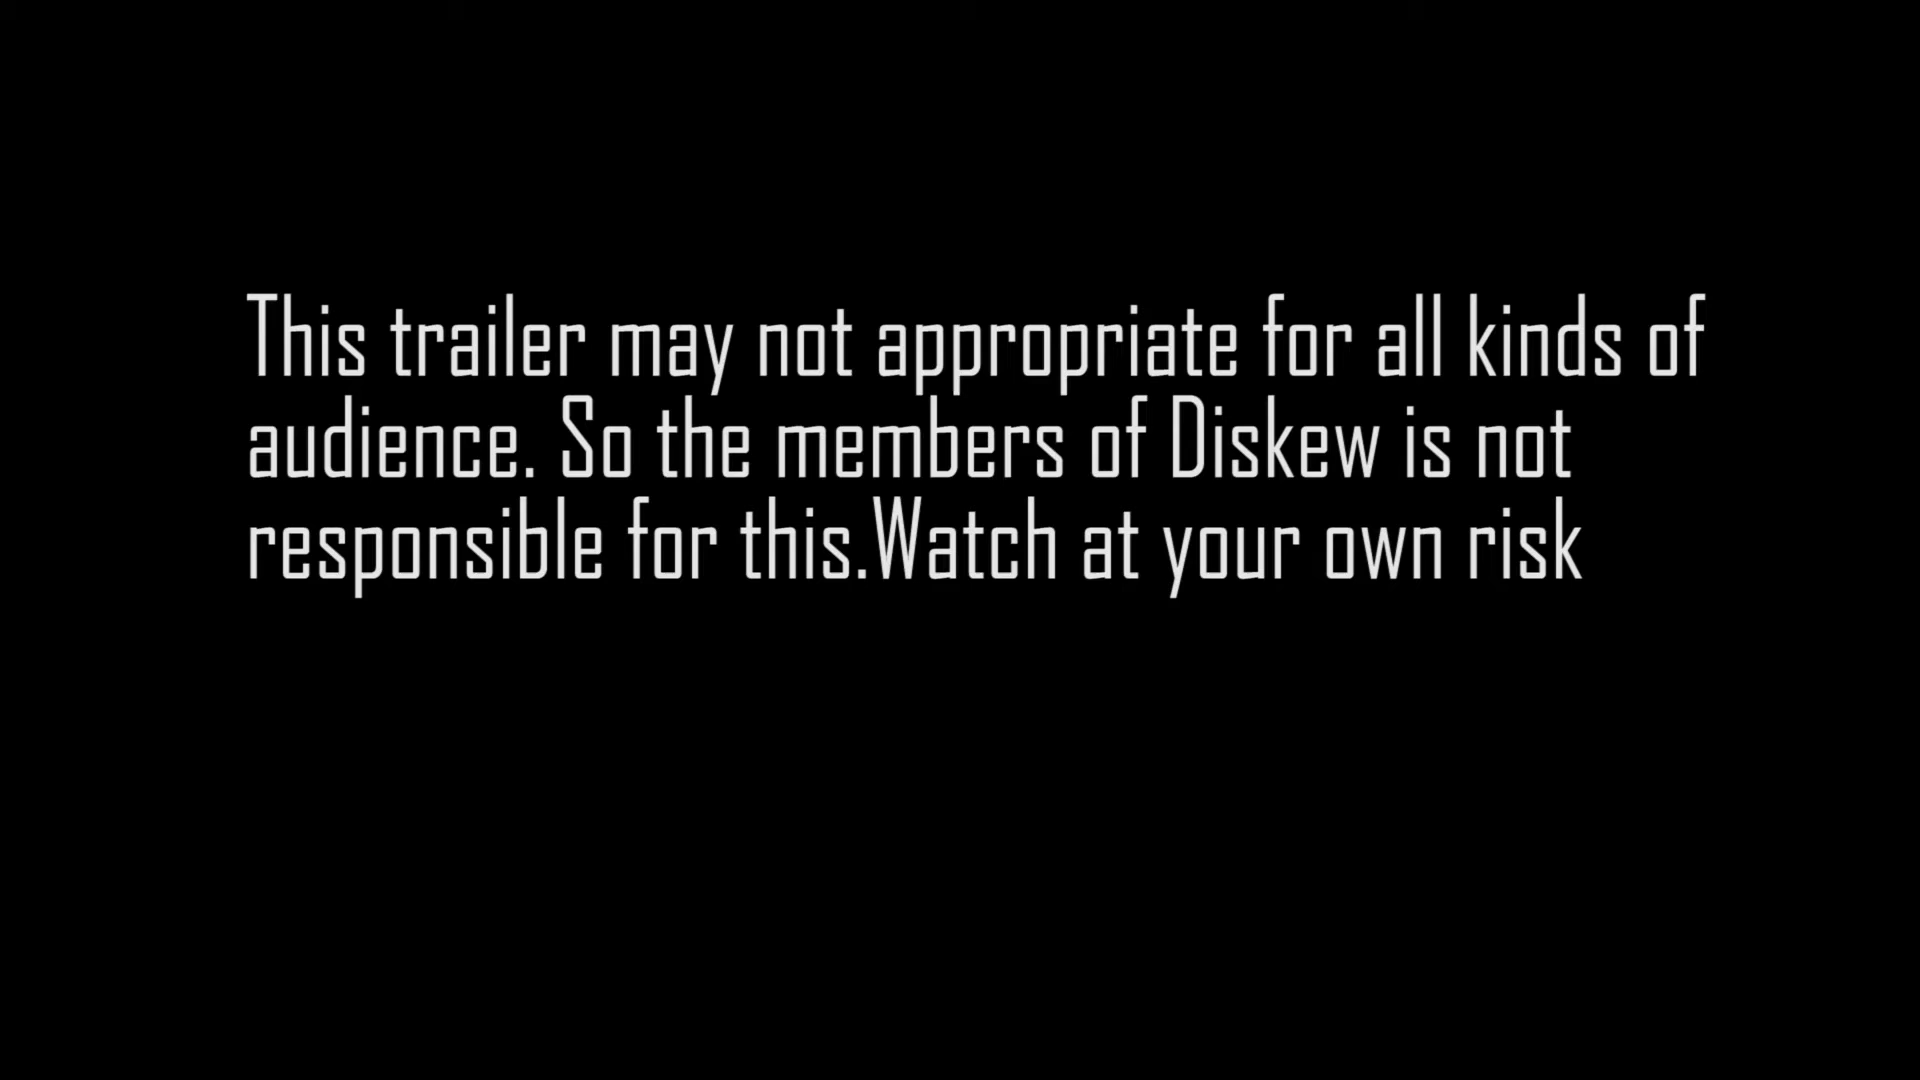 This trailer may not appropriate for all kinds of
audience. So the members of Diskew is not
responsible for this.Watch at your own risk